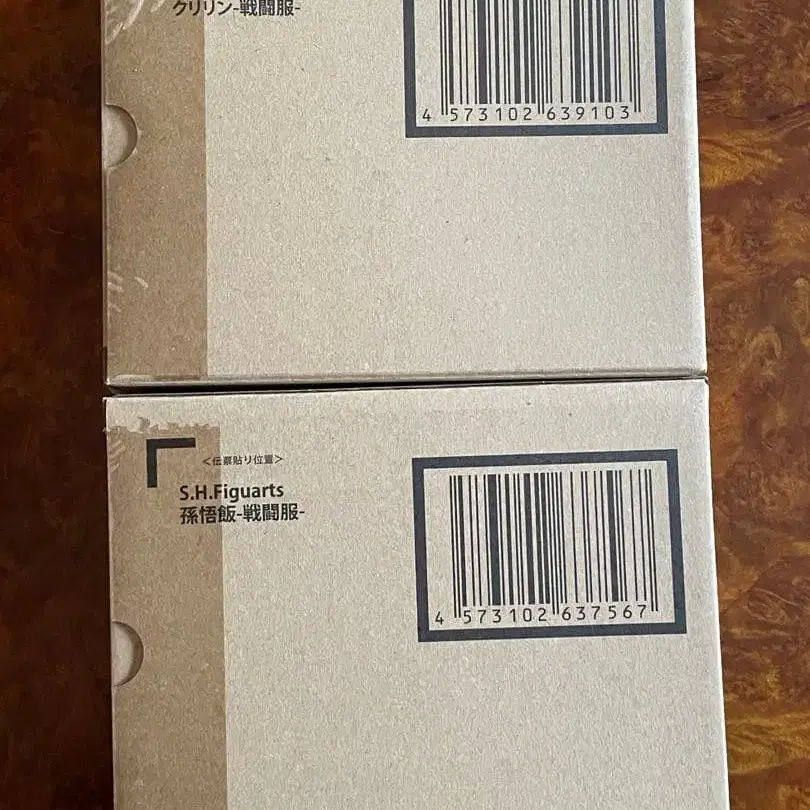 クリリン-戦闘服-
4 573102 639103
<伝票貼り位置>
S.H.Figuarts
孫悟飯-戦闘服-
4 573102 637567